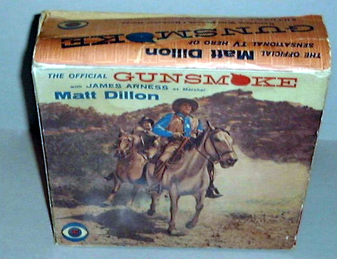 THE OFFICIAL
Matt Dillon
SENSATIONAL TV HERO OF
GUNSMOKE
THE OFFICIAL GUNSMOKE
with JAMES ARNESS as Marshal
Matt Dillon